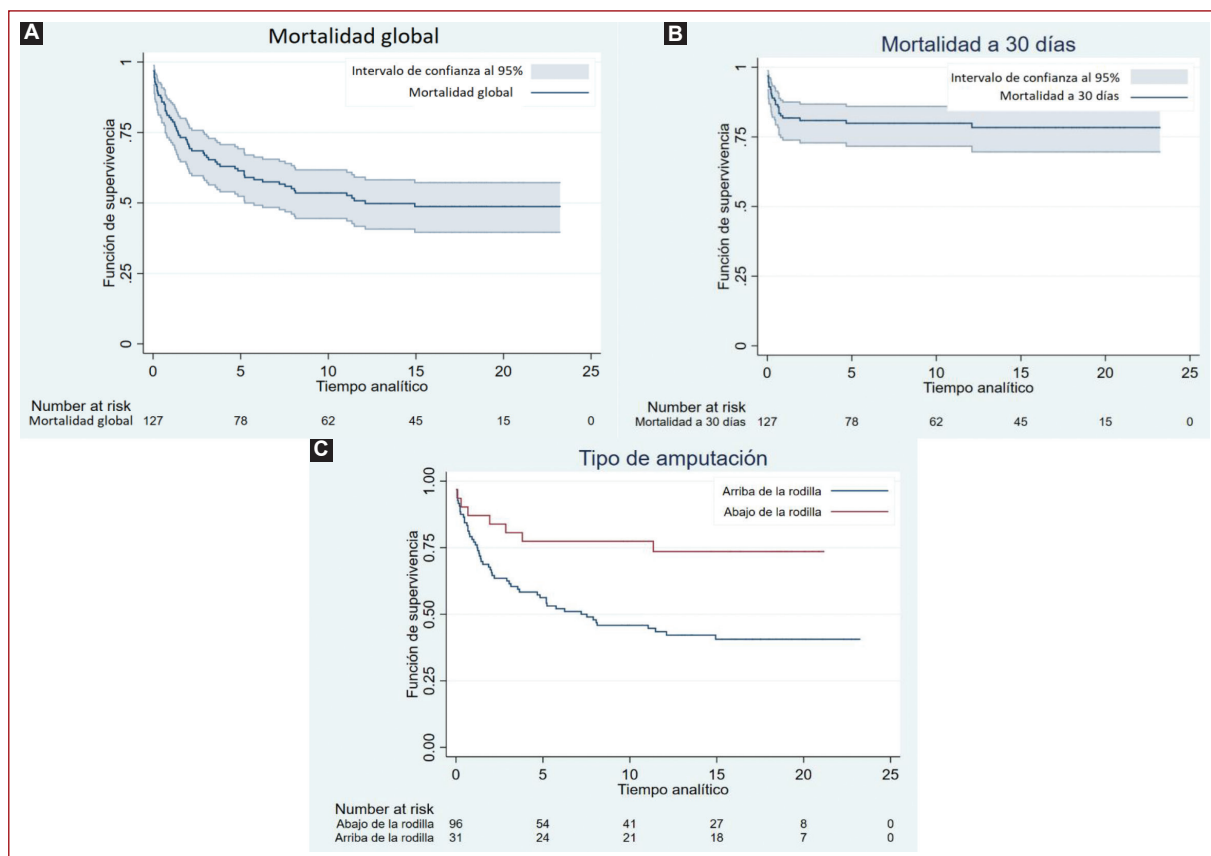 A
Mortalidad global
1
.75
.5
.25
0
Función de supervivencia
Intervalo de confianza al 95%
Mortalidad global
0 5 10 15 20 25
Tiempo analítico
Number at risk
Mortalidad global 127 78 62 45 15 0
B
Mortalidad a 30 días
1
.75
.5
.25
0
Función de supervivencia
Intervalo de confianza al 95%
Mortalidad a 30 días
0 5 10 15 20 25
Tiempo analítico
Number at risk
Mortalidad a 30 días 127 78 62 45 15 0
C
Tipo de amputación
1.00
0.75
0.50
0.25
0.00
Función de supervivencia
Arriba de la rodilla
Abajo de la rodilla
0 5 10 15 20 25
Tiempo analítico
Number at risk
Abajo de la rodilla 96 54 41 27 8 0
Arriba de la rodilla 31 24 21 18 7 0